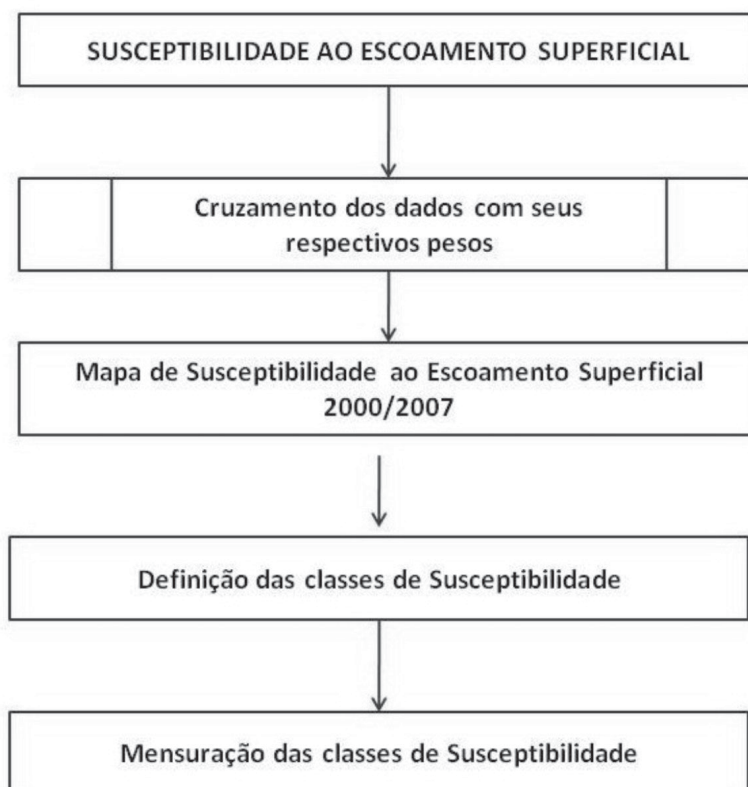 SUSCEPTIBILIDADE AO ESCOAMENTO SUPERFICIAL
Cruzamento dos dados com seus
respectivos pesos
Mapa de Susceptibilidade ao Escoamento Superficial
2000/2007
Definição das classes de Susceptibilidade
Mensuração das classes de Susceptibilidade